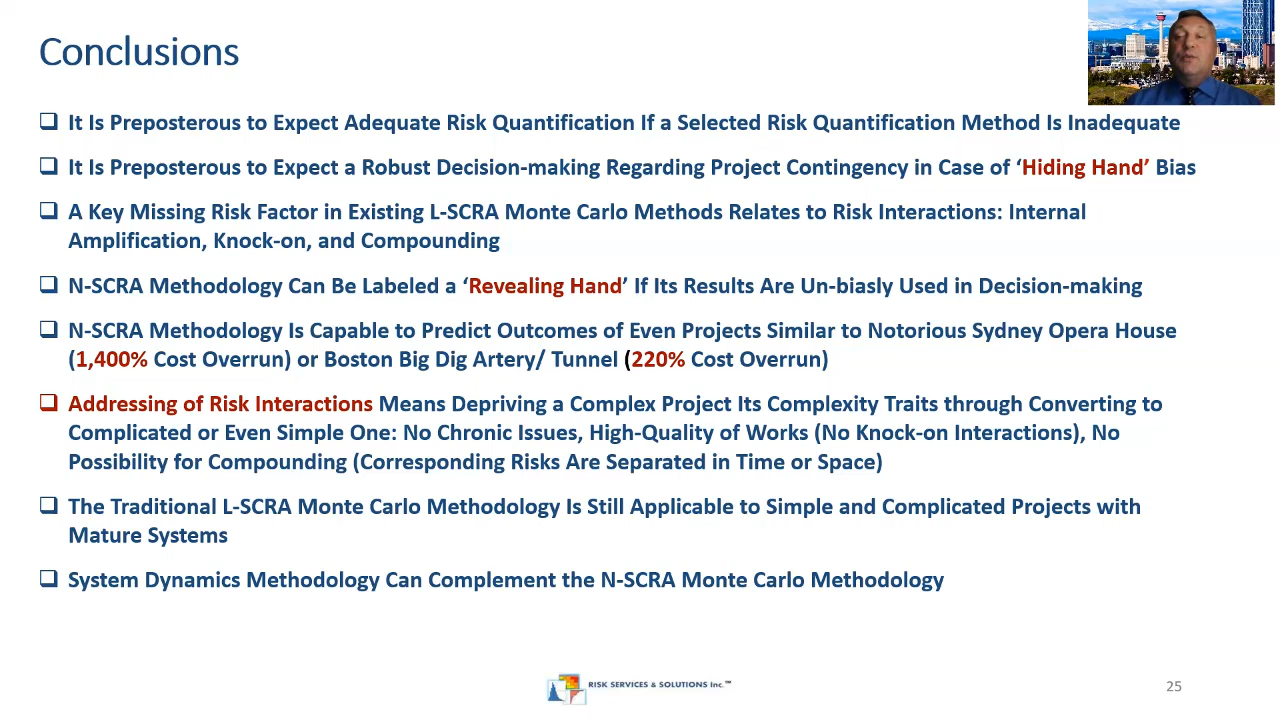 Conclusions
❑ It Is Preposterous to Expect Adequate Risk Quantification If a Selected Risk Quantification Method Is Inadequate
❑ It Is Preposterous to Expect a Robust Decision-making Regarding Project Contingency in Case of ‘Hiding Hand’ Bias
❑ A Key Missing Risk Factor in Existing L-SCRA Monte Carlo Methods Relates to Risk Interactions: Internal
Amplification, Knock-on, and Compounding
❑ N-SCRA Methodology Can Be Labeled a ‘Revealing Hand’ If Its Results Are Un-biasly Used in Decision-making
❑ N-SCRA Methodology Is Capable to Predict Outcomes of Even Projects Similar to Notorious Sydney Opera House
(1,400% Cost Overrun) or Boston Big Dig Artery/ Tunnel (220% Cost Overrun)
❑ Addressing of Risk Interactions Means Depriving a Complex Project Its Complexity Traits through Converting to
Complicated or Even Simple One: No Chronic Issues, High-Quality of Works (No Knock-on Interactions), No
Possibility for Compounding (Corresponding Risks Are Separated in Time or Space)
❑ The Traditional L-SCRA Monte Carlo Methodology Is Still Applicable to Simple and Complicated Projects with
Mature Systems
❑ System Dynamics Methodology Can Complement the N-SCRA Monte Carlo Methodology
RISK SERVICES & SOLUTIONS Inc.™
25